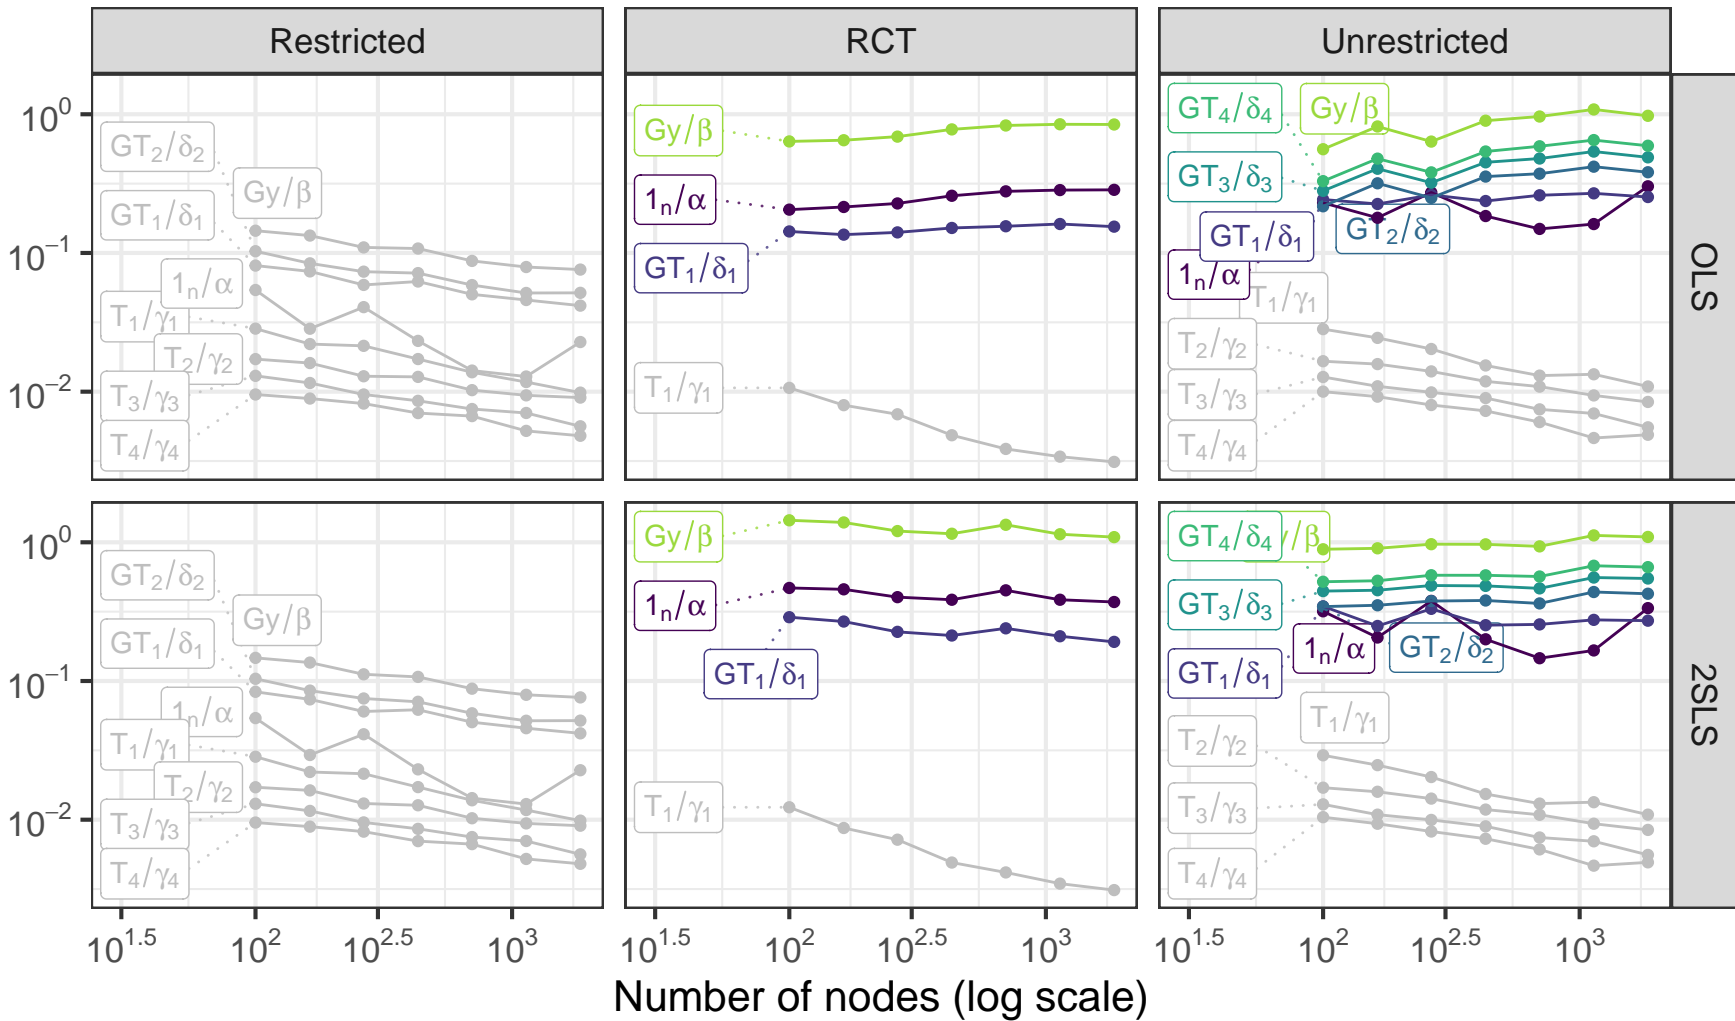 Restricted
RCT
Unrestricted
10^0
10^-1
10^-2
GT2/δ2
Gy/β
GT1/δ1
1n/α
T1/γ1
T2/γ2
T3/γ3
T4/γ4
Gy/β
1n/α
GT1/δ1
T1/γ1
GT4/δ4
Gy/β
GT3/δ3
GT1/δ1
GT2/δ2
1n/α
T1/γ1
T2/γ2
T3/γ3
T4/γ4
OLS
10^0
10^-1
10^-2
GT2/δ2
Gy/β
GT1/δ1
1n/α
T1/γ1
T2/γ2
T3/γ3
T4/γ4
Gy/β
1n/α
GT1/δ1
T1/γ1
GT4/δ4
y/β
GT3/δ3
1n/α
GT2/δ2
GT1/δ1
T1/γ1
T2/γ2
T3/γ3
T4/γ4
2SLS
10^1.5 10^2 10^2.5 10^3
10^1.5 10^2 10^2.5 10^3
10^1.5 10^2 10^2.5 10^3
Number of nodes (log scale)